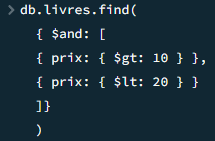 > db.livres.find(
{ $and: [
{ prix: { $gt: 10 } },
{ prix: { $lt: 20 } }
]}
)